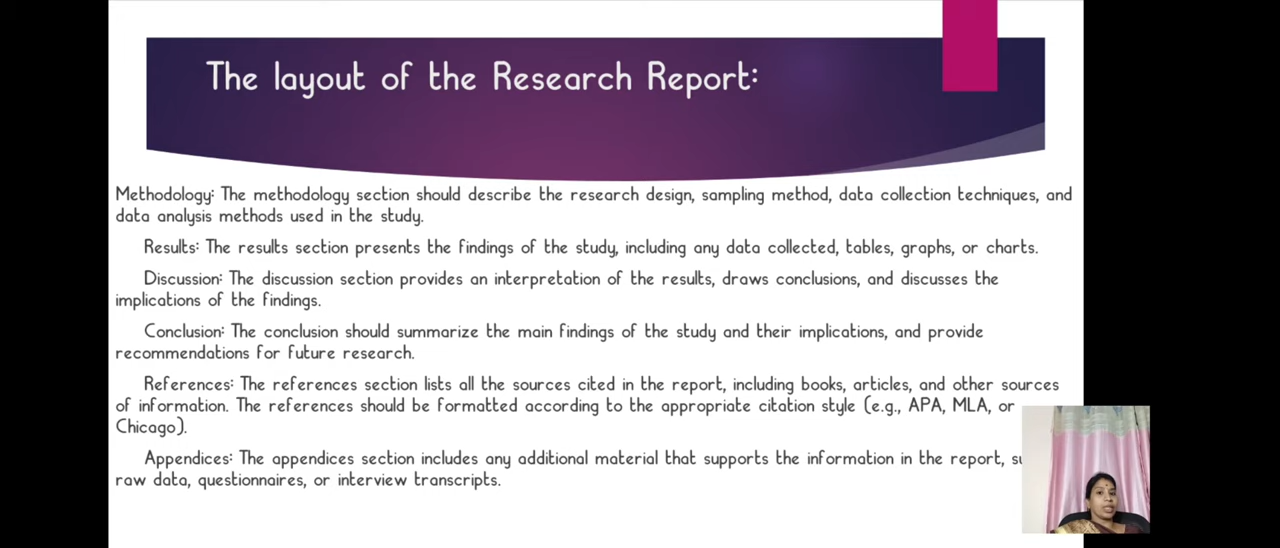 The layout of the Research Report:
Methodology: The methodology section should describe the research design, sampling method, data collection techniques, and
data analysis methods used in the study.
Results: The results section presents the findings of the study, including any data collected, tables, graphs, or charts.
Discussion: The discussion section provides an interpretation of the results, draws conclusions, and discusses the
implications of the findings.
Conclusion: The conclusion should summarize the main findings of the study and their implications, and provide
recommendations for future research.
References: The references section lists all the sources cited in the report, including books, articles, and other sources
of information. The references should be formatted according to the appropriate citation style (e.g., APA, MLA, or
Chicago).
Appendices: The appendices section includes any additional material that supports the information in the report,
raw data, questionnaires, or interview transcripts.